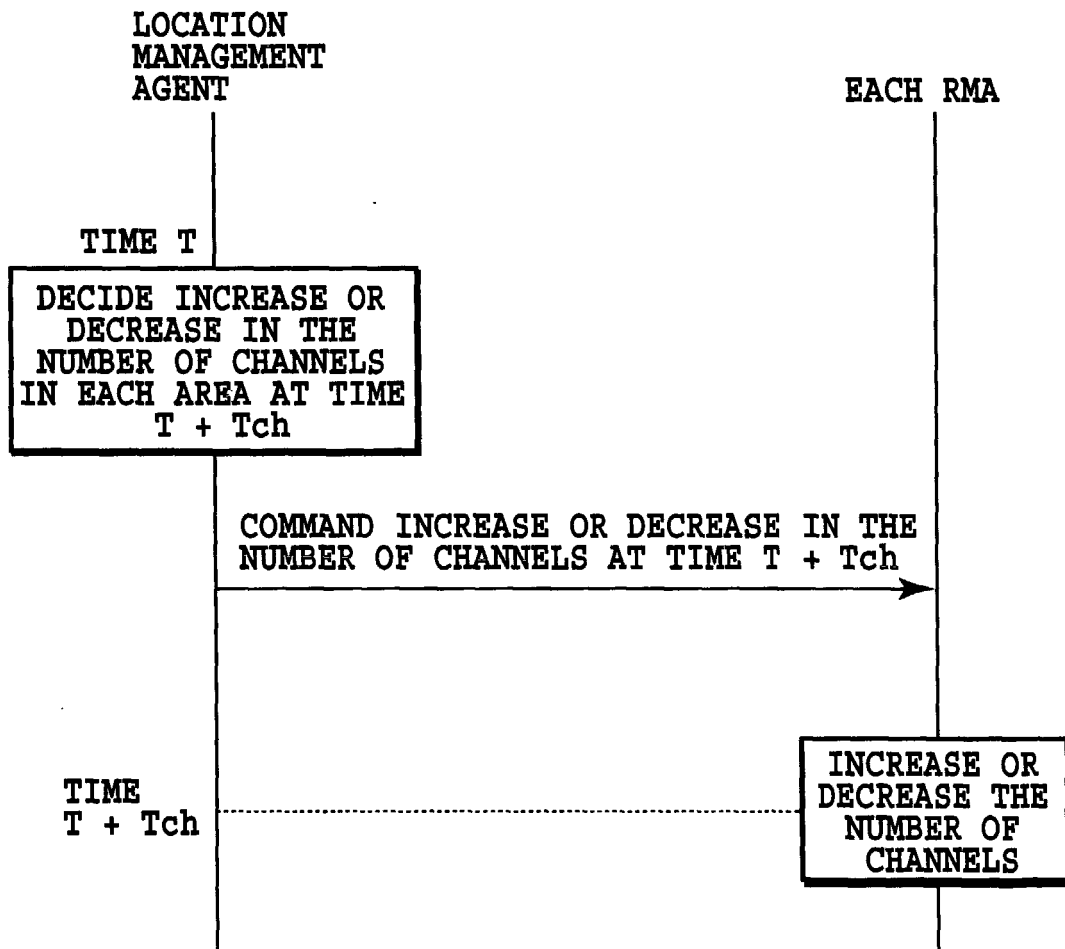 LOCATION
MANAGEMENT
AGENT
EACH RMA
TIME T
DECIDE INCREASE OR
DECREASE IN THE
NUMBER OF CHANNELS
IN EACH AREA AT TIME
T + Tch
COMMAND INCREASE OR DECREASE IN THE
NUMBER OF CHANNELS AT TIME T + Tch
TIME
T + Tch
INCREASE OR
DECREASE THE
NUMBER OF
CHANNELS